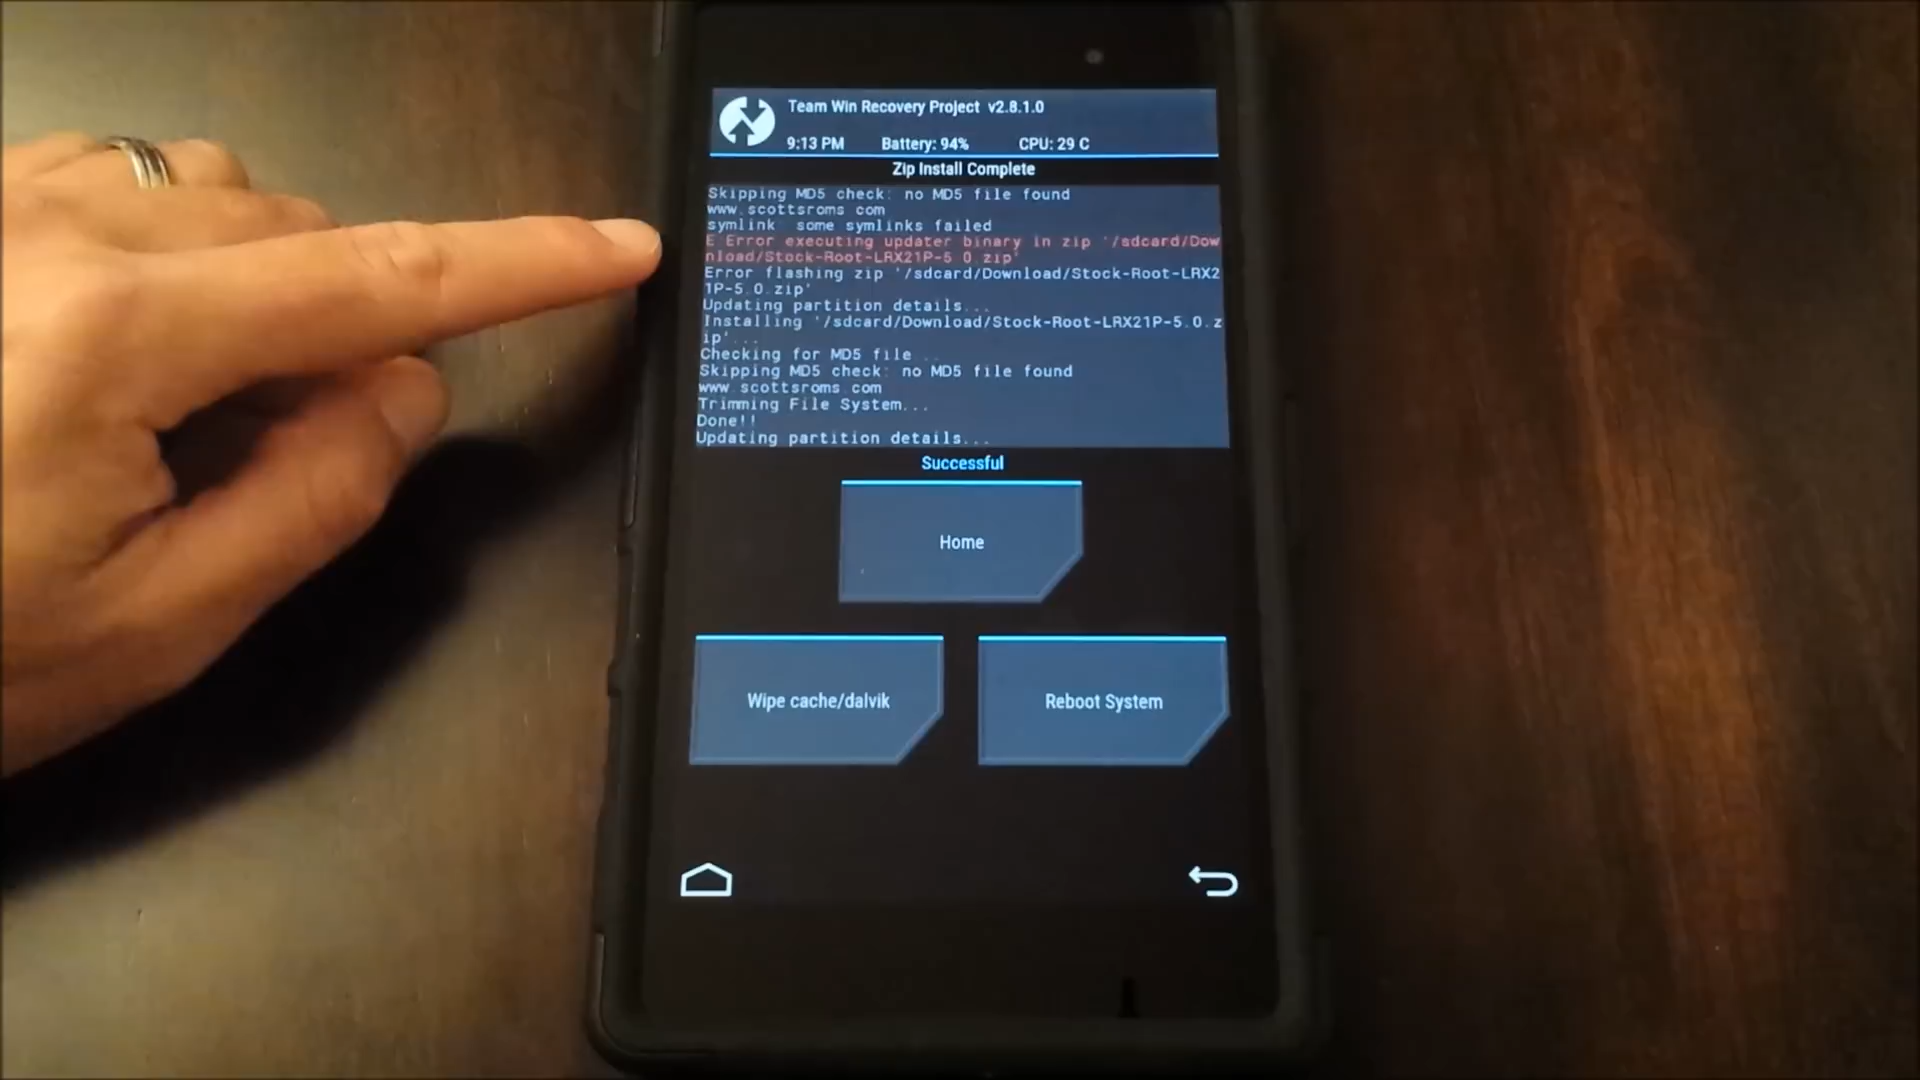 Team Win Recovery Project v2.8.1.0
9:13 PM Battery: 94% CPU: 29 C
Zip Install Complete
Skipping MD5 check: no MD5 file found
www.scottsroms com
symlink some symlinks failed
E Error executing updater binary in zip '/sdcard/Dow
nload/Stock-Root-LRX21P-5 0 zip'
Error flashing zip '/sdcard/Download/Stock-Root-LRX2
1P-5.0.zip'
Updating partition details...
Installing '/sdcard/Download/Stock-Root-LRX21P-5.0.z
ip'...
Checking for MD5 file...
Skipping MD5 check: no MD5 file found
www scottsroms com
Trimming File System...
Done!!
Updating partition details...
Successful
Home
Wipe cache/dalvik
Reboot System